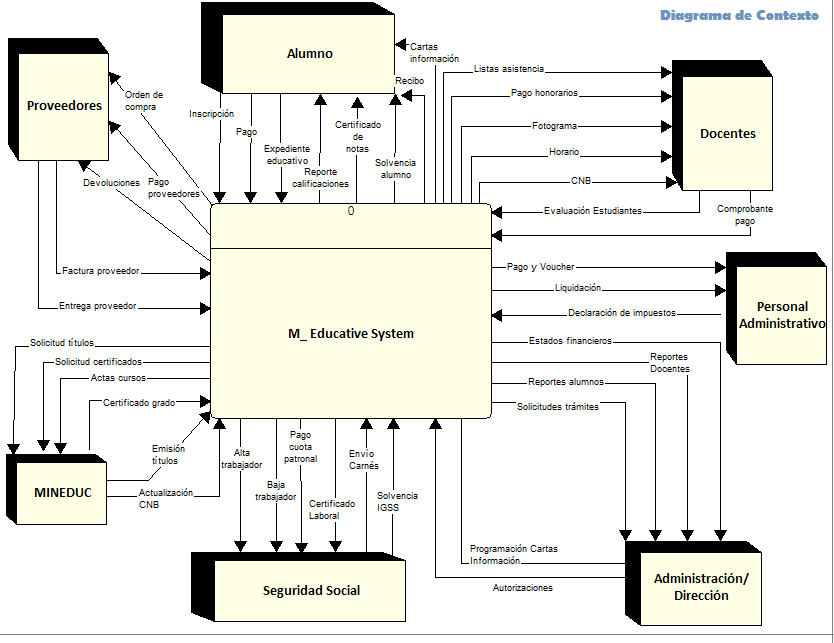 Diagrama de Contexto
Alumno
Cartas
información
Recibo
Proveedores
Orden de
compra
Inscripción
Pago
Expediente
educativo
Reporte
calificaciones
Certificado
de
notas
Solvencia
alumno
Listas asistencia
Pago honorarios
Fotograma
Horario
CNB
Docentes
Devoluciones
Pago
proveedores
Evaluación Estudiantes
Comprobante
pago
0
Factura proveedor
Entrega proveedor
M_ Educative System
Pago y Voucher
Liquidación
Declaración de impuestos
Personal
Administrativo
Solicitud títulos
Solicitud certificados
Actas cursos
Certificado grado
Estados financieros
Reportes
Docentes
Reportes alumnos
Solicitudes trámites
Emisión
títulos
MINEDUC
Actualización
CNB
Alta
trabajador
Baja
trabajador
Pago
cuota
patronal
Certificado
Laboral
Envío
Carnés
Solvencia
IGSS
Programación Cartas
Información
Autorizaciones
Seguridad Social
Administración/
Dirección